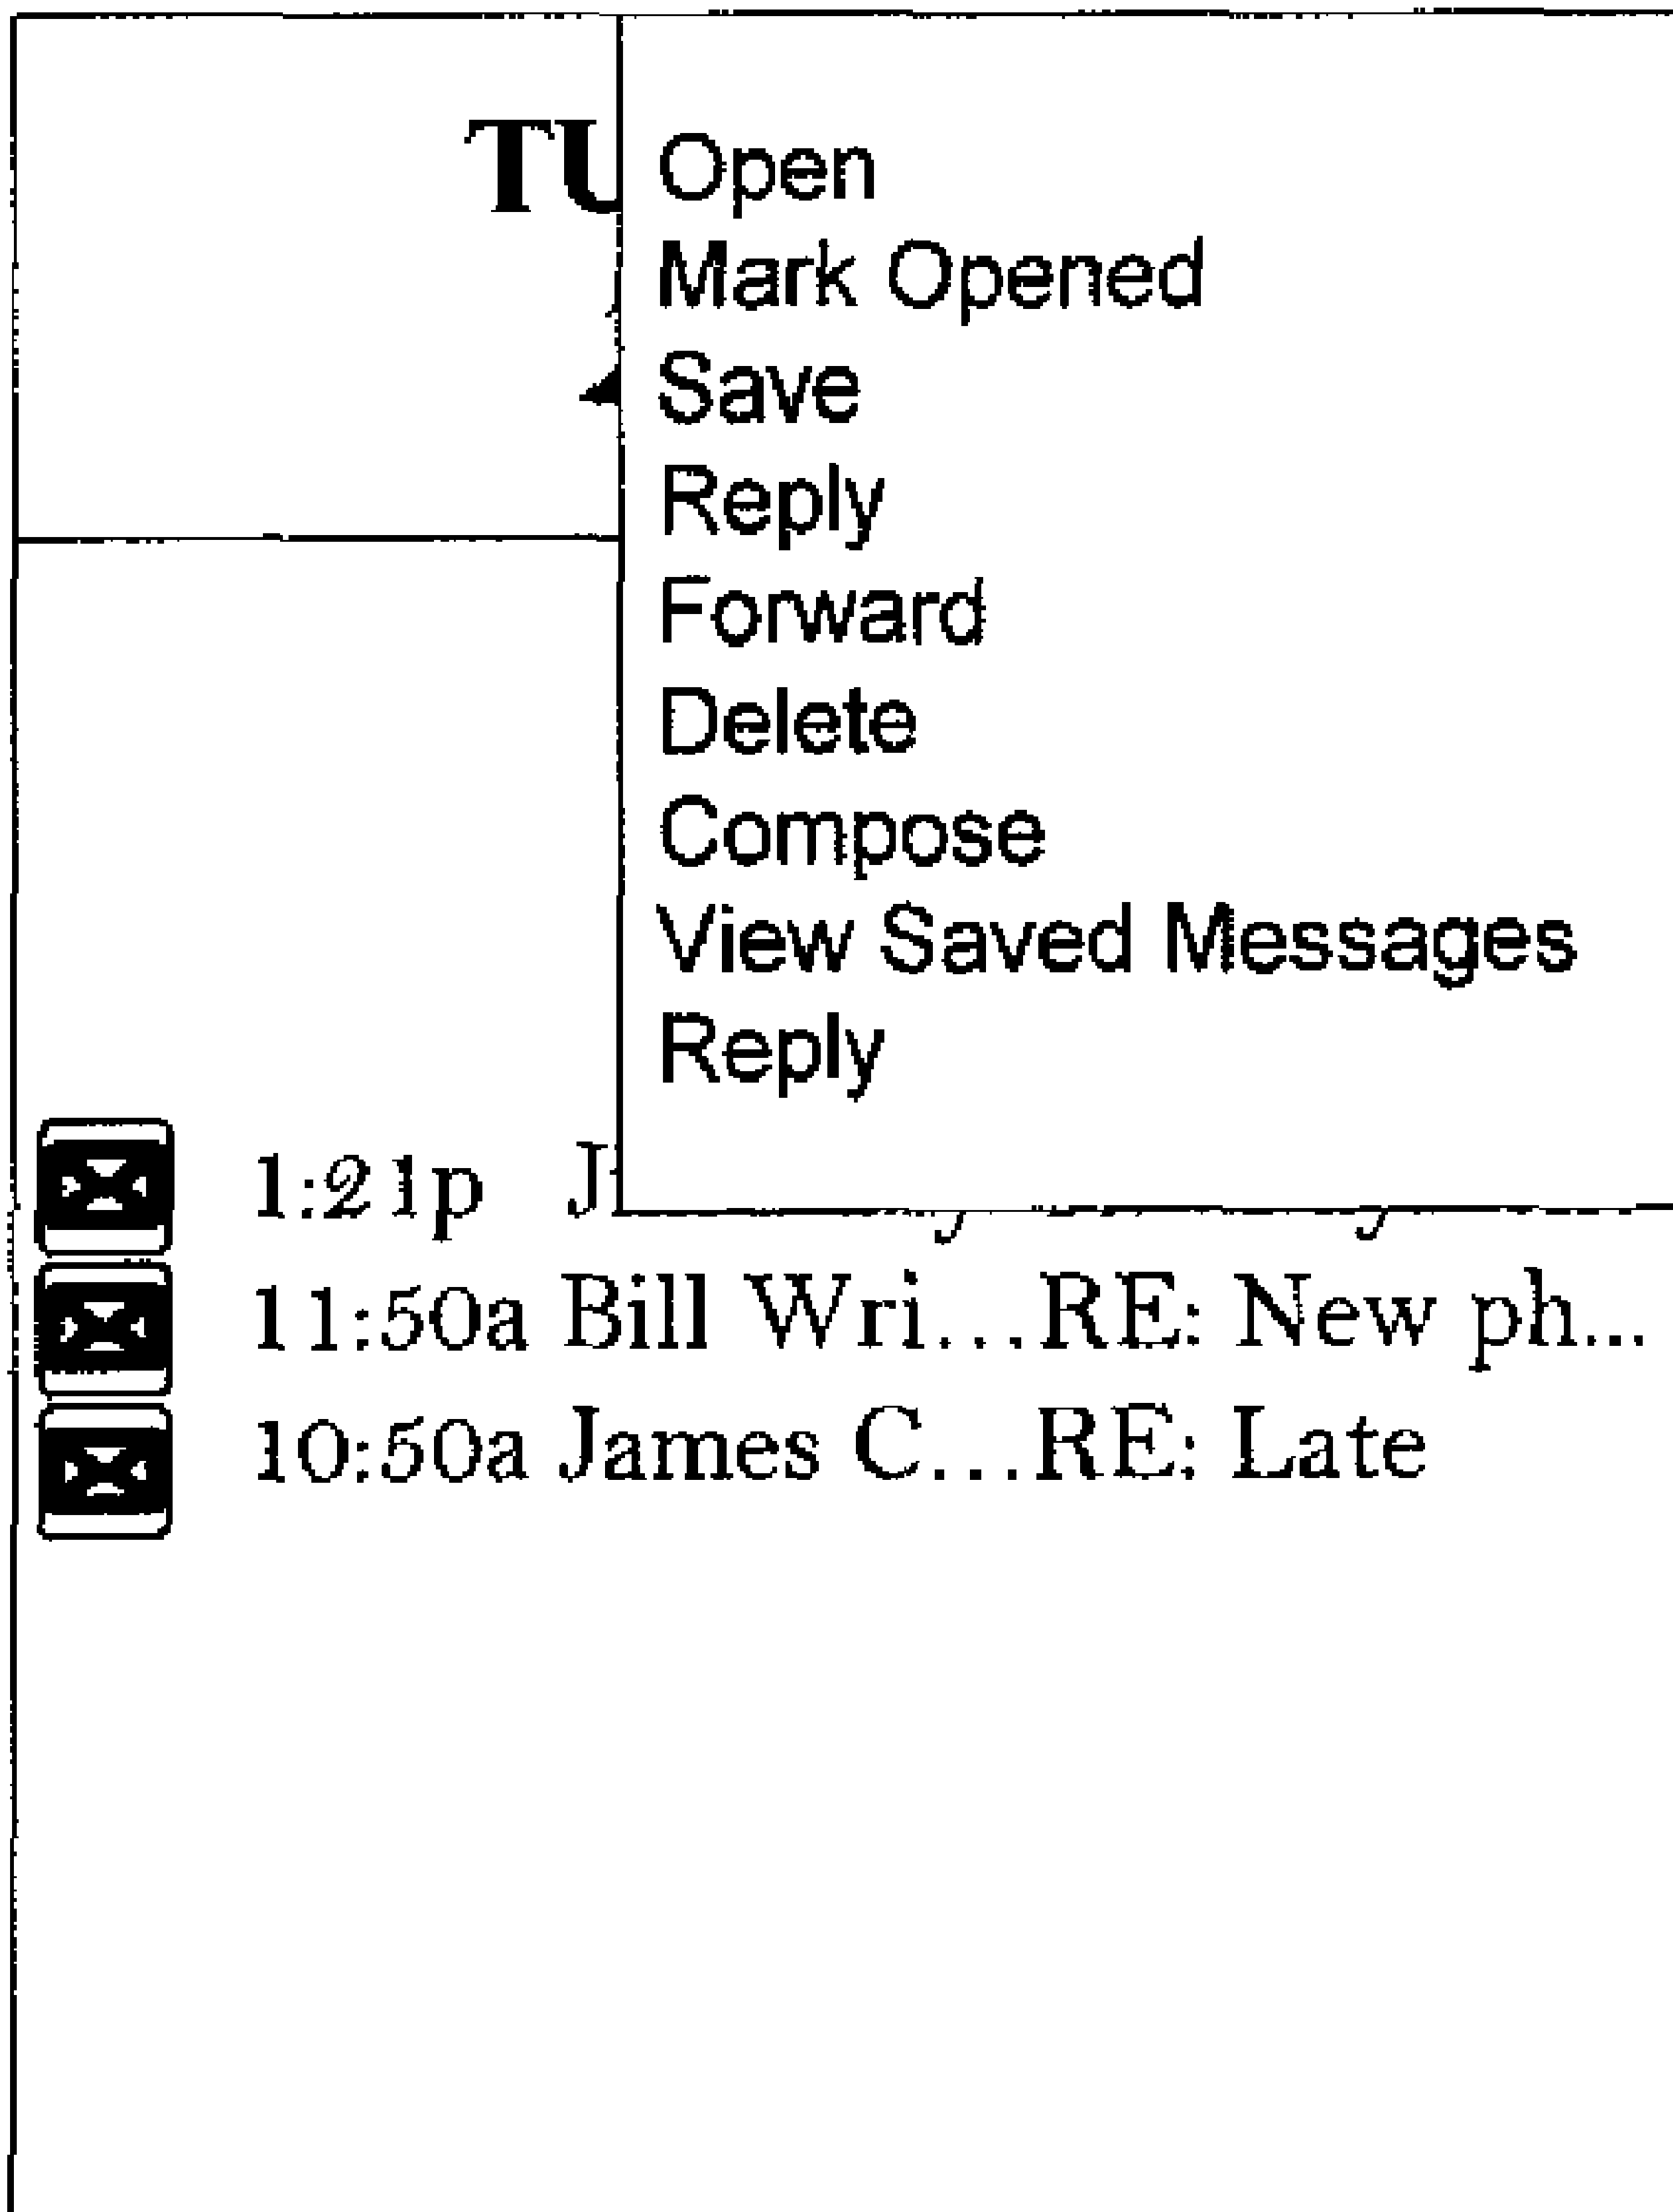 TU
Open
Mark Opened
Save
Reply
Forward
Delete
Compose
View Saved Messages
Reply
1:21p J
11:50a Bill Wri...RE: New ph...
10:50a James C...RE: Late